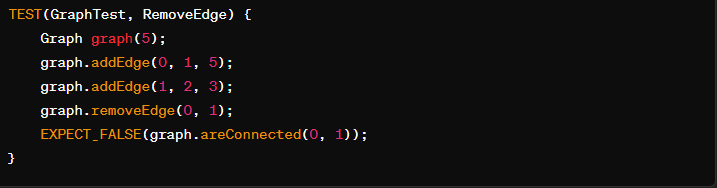 TEST(GraphTest, RemoveEdge) {
    Graph graph(5);
    graph.addEdge(0, 1, 5);
    graph.addEdge(1, 2, 3);
    graph.removeEdge(0, 1);
    EXPECT_FALSE(graph.areConnected(0, 1));
}